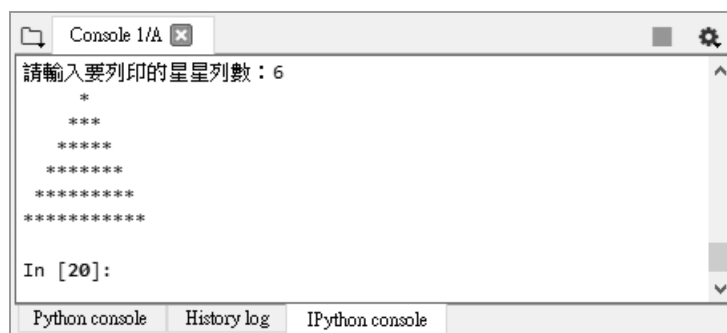 Console 1/A
請輸入要列印的星星列數：6
*
***
*****
*******
*********
***********
In [20]:
Python console History log IPython console